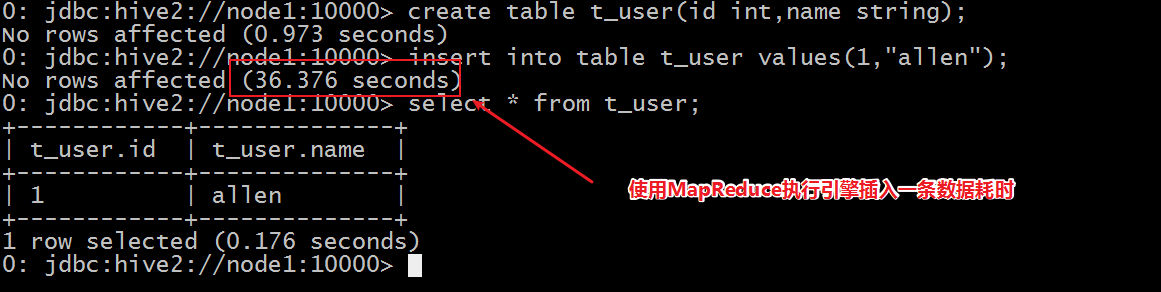 0: jdbc:hive2://node1:10000> create table t_user(id int,name string);
No rows affected (0.973 seconds)
0: jdbc:hive2://node1:10000> insert into table t_user values(1,"allen");
No rows affected (36.376 seconds)
0: jdbc:hive2://node1:10000> select * from t_user;
+------------+--------------+
| t_user.id  | t_user.name  |
+------------+--------------+
| 1          | allen        |
+------------+--------------+
使用MapReduce执行引擎插入一条数据耗时
1 row selected (0.176 seconds)
0: jdbc:hive2://node1:10000>